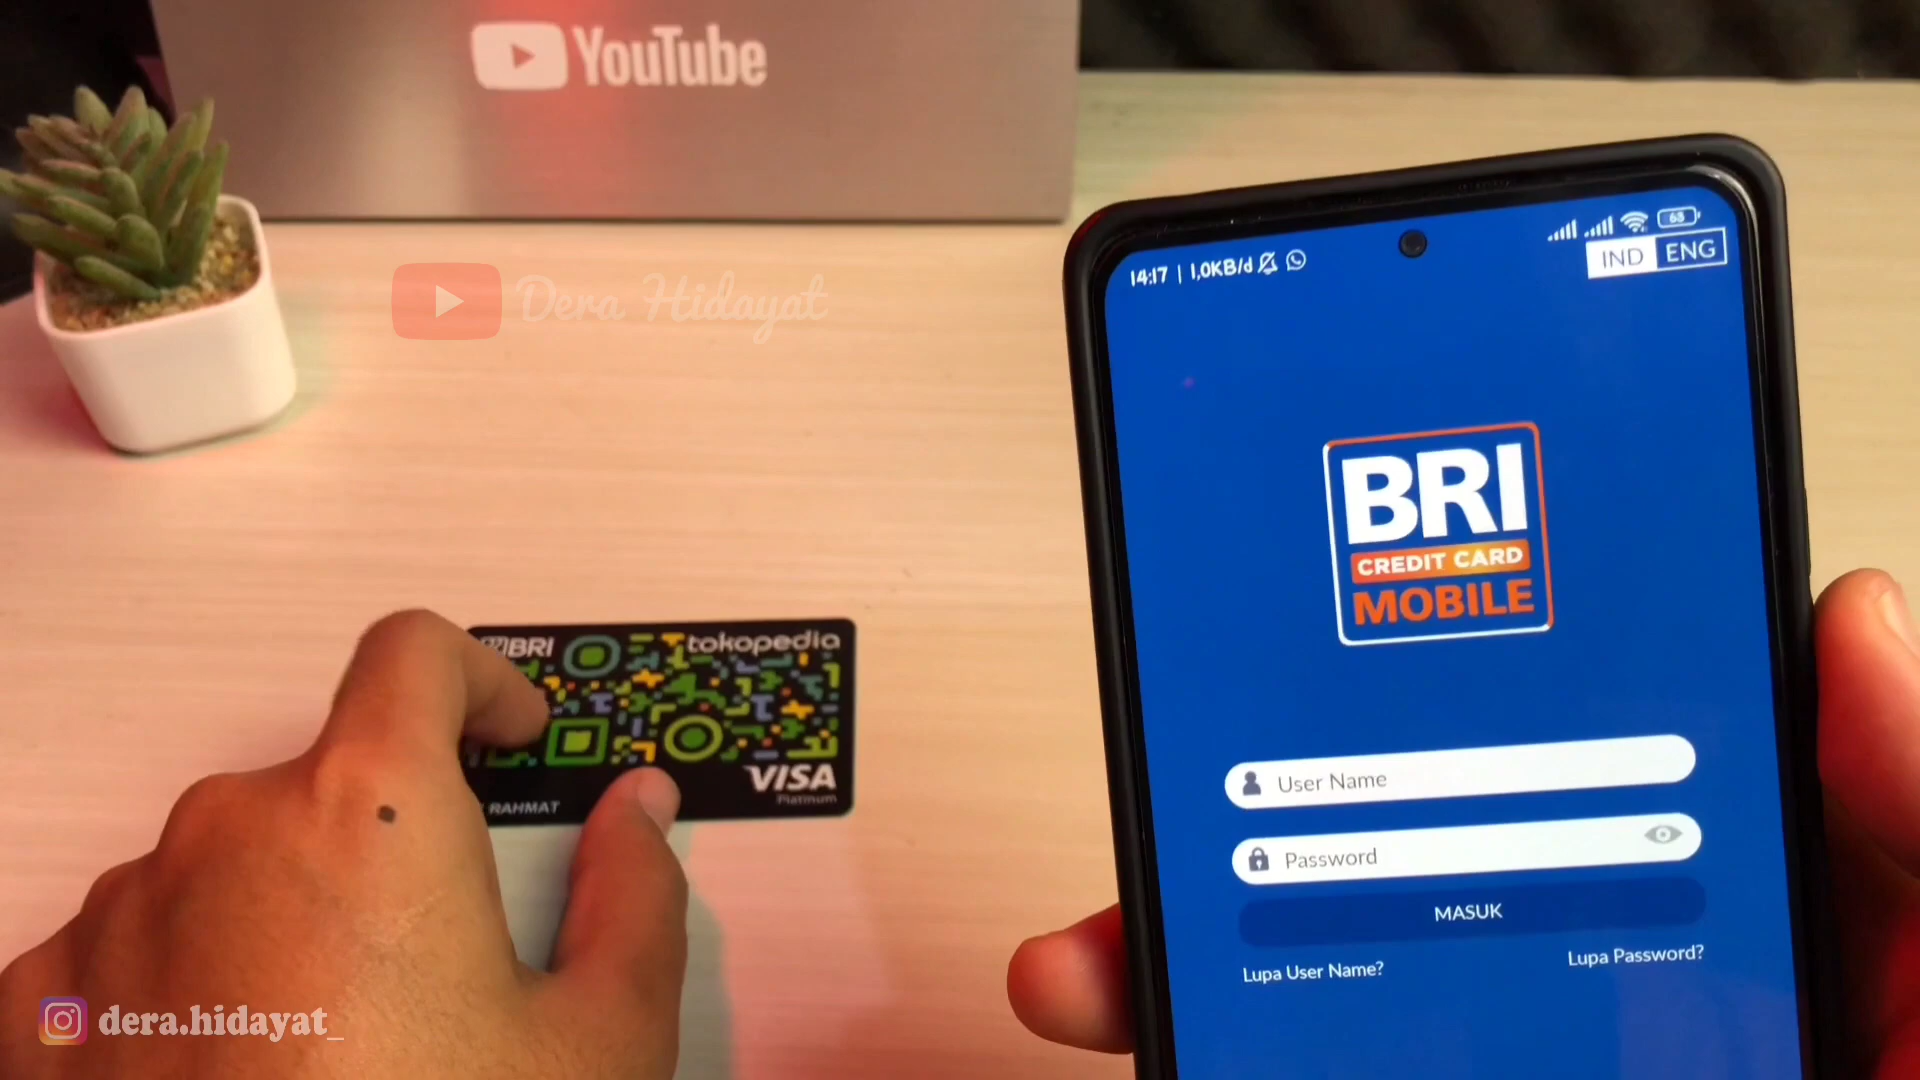 YouTube
Dera Hidayat
14:17 | 1,0KB/d
63
IND ENG
BRI
CREDIT CARD
MOBILE
User Name
Password
MASUK
Lupa User Name?
Lupa Password?
BRI
tokopedia
VISA
Platinum
RAHMAT
dera.hidayat_